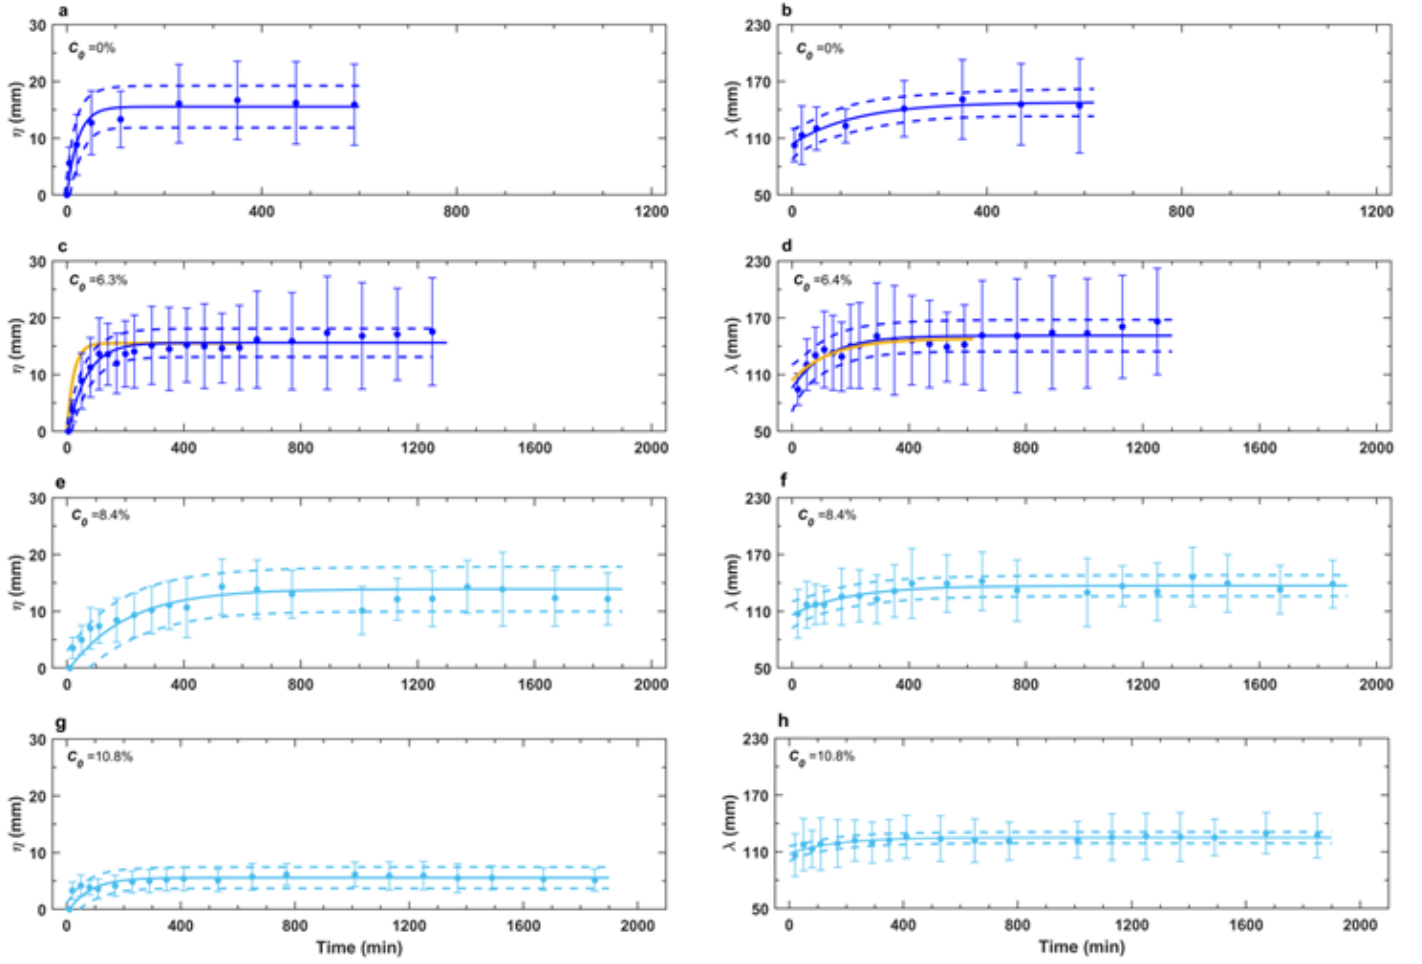 a
30
20
10
0
η (mm)
C₀ =0%
0 400 800 1200
b
230
170
110
50
λ (mm)
C₀ =0%
0 400 800 1200
c
30
20
10
0
η (mm)
C₀ =6.3%
0 400 800 1200 1600 2000
d
230
170
110
50
λ (mm)
C₀ =6.4%
0 400 800 1200 1600 2000
e
30
20
10
0
η (mm)
C₀ =8.4%
0 400 800 1200 1600 2000
f
230
170
110
50
λ (mm)
C₀ =8.4%
0 400 800 1200 1600 2000
g
30
20
10
0
η (mm)
C₀ =10.8%
0 400 800 1200 1600 2000
Time (min)
h
230
170
110
50
λ (mm)
C₀ =10.8%
0 400 800 1200 1600 2000
Time (min)